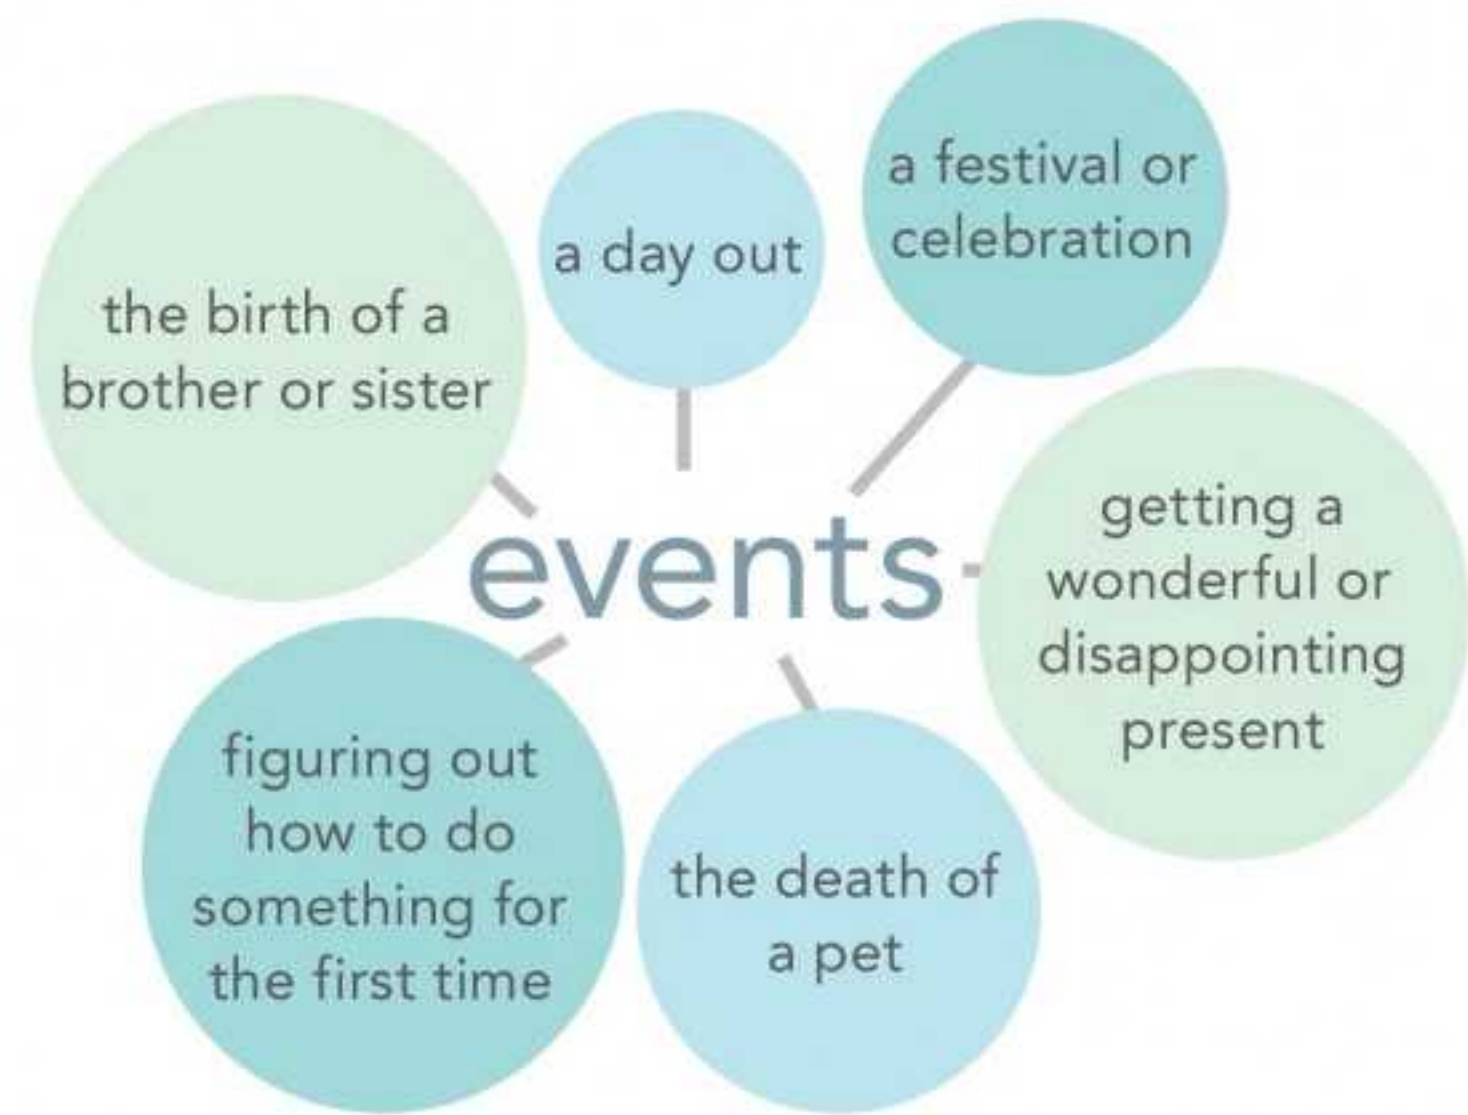 a festival or
celebration
a day out
the birth of a
brother or sister
events
getting a
wonderful or
disappointing
present
figuring out
how to do
something for
the first time
the death of
a pet